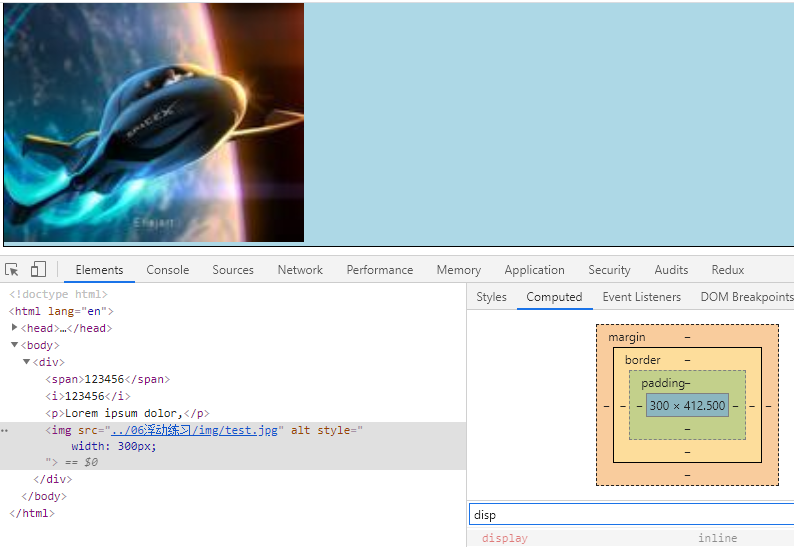 SPACEX
Elements Console Sources Network Performance Memory Application Security Audits Redux
<!doctype html>
<html lang="en">
<head>…</head>
<body>
<div>
<span>123456</span>
<i>123456</i>
<p>Lorem ipsum dolor,</p>
<img src="../06浮动练习/img/test.jpg" alt style="
width: 300px;
"> == $0
</div>
</body>
</html>
Styles Computed Event Listeners DOM Breakpoints
margin –
border –
padding –
– – – 300 × 412.500 – – –
–
–
–
disp
display inline